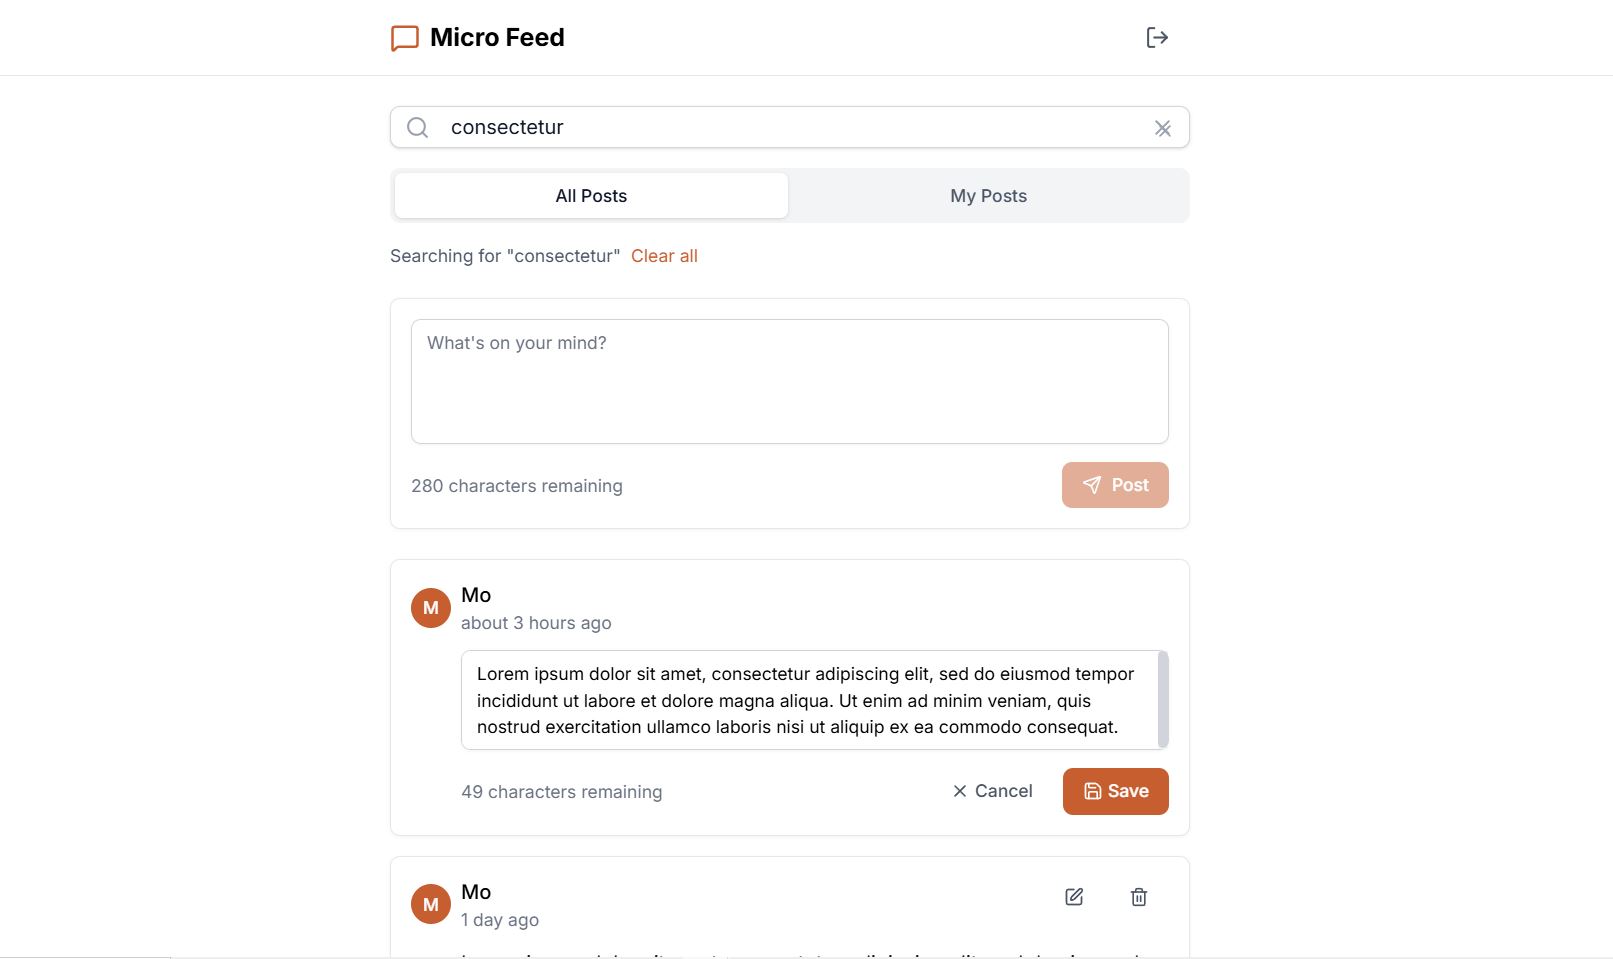 Micro Feed
consectetur
All Posts
My Posts
Searching for "consectetur" Clear all
What's on your mind?
280 characters remaining
Post
M
Mo
about 3 hours ago
Lorem ipsum dolor sit amet, consectetur adipiscing elit, sed do eiusmod tempor
incididunt ut labore et dolore magna aliqua. Ut enim ad minim veniam, quis
nostrud exercitation ullamco laboris nisi ut aliquip ex ea commodo consequat.
49 characters remaining
Cancel
Save
M
Mo
1 day ago